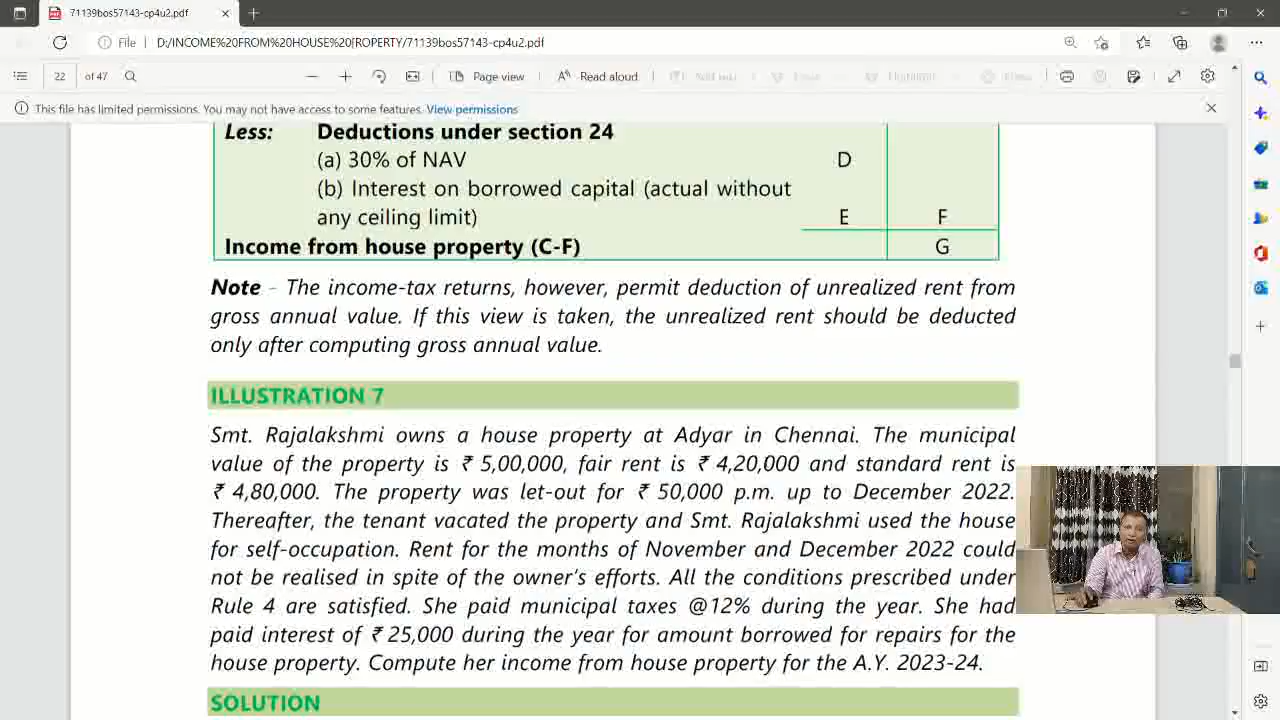 71139bos57143-cp4u2.pdf
File D:/INCOME%20FROM%20HOUSE%20[ROPERTY/71139bos57143-cp4u2.pdf
22 of 47 Page view Read aloud
This file has limited permissions. You may not have access to some features. View permissions
Less: Deductions under section 24
(a) 30% of NAV D
(b) Interest on borrowed capital (actual without
any ceiling limit) E F
Income from house property (C-F) G
Note - The income-tax returns, however, permit deduction of unrealized rent from
gross annual value. If this view is taken, the unrealized rent should be deducted
only after computing gross annual value.
ILLUSTRATION 7
Smt. Rajalakshmi owns a house property at Adyar in Chennai. The municipal
value of the property is ₹ 5,00,000, fair rent is ₹ 4,20,000 and standard rent is
₹ 4,80,000. The property was let-out for ₹ 50,000 p.m. up to December 2022.
Thereafter, the tenant vacated the property and Smt. Rajalakshmi used the house
for self-occupation. Rent for the months of November and December 2022 could
not be realised in spite of the owner's efforts. All the conditions prescribed under
Rule 4 are satisfied. She paid municipal taxes @12% during the year. She had
paid interest of ₹ 25,000 during the year for amount borrowed for repairs for the
house property. Compute her income from house property for the A.Y. 2023-24.
SOLUTION